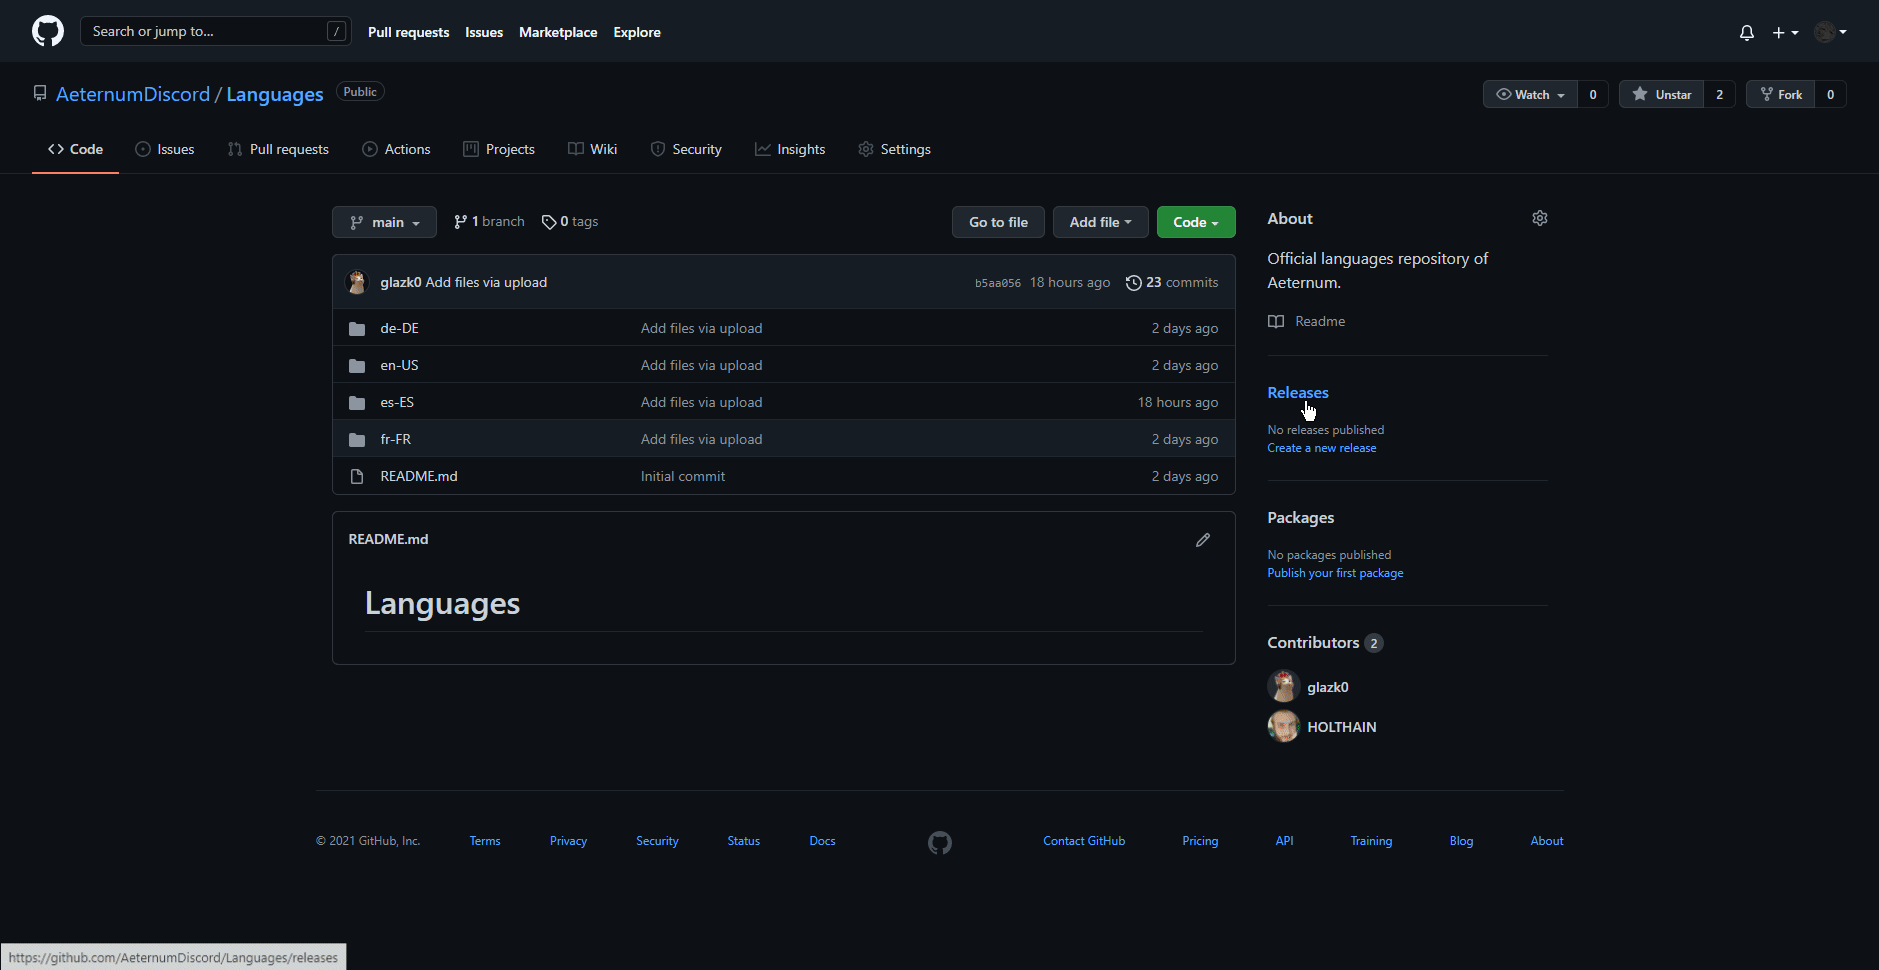 Search or jump to... /
Pull requests Issues Marketplace Explore
AeternumDiscord / Languages Public
Watch 0 Unstar 2 Fork 0
Code Issues Pull requests Actions Projects Wiki Security Insights Settings
main 1 branch 0 tags Go to file Add file Code
glazk0 Add files via upload b5aa056 18 hours ago 23 commits
de-DE Add files via upload 2 days ago
en-US Add files via upload 2 days ago
es-ES Add files via upload 18 hours ago
fr-FR Add files via upload 2 days ago
README.md Initial commit 2 days ago
README.md
Languages
About
Official languages repository of
Aeternum.
Readme
Releases
No releases published
Create a new release
Packages
No packages published
Publish your first package
Contributors 2
glazk0
HOLTHAIN
© 2021 GitHub, Inc. Terms Privacy Security Status Docs Contact GitHub Pricing API Training Blog About
https://github.com/AeternumDiscord/Languages/releases